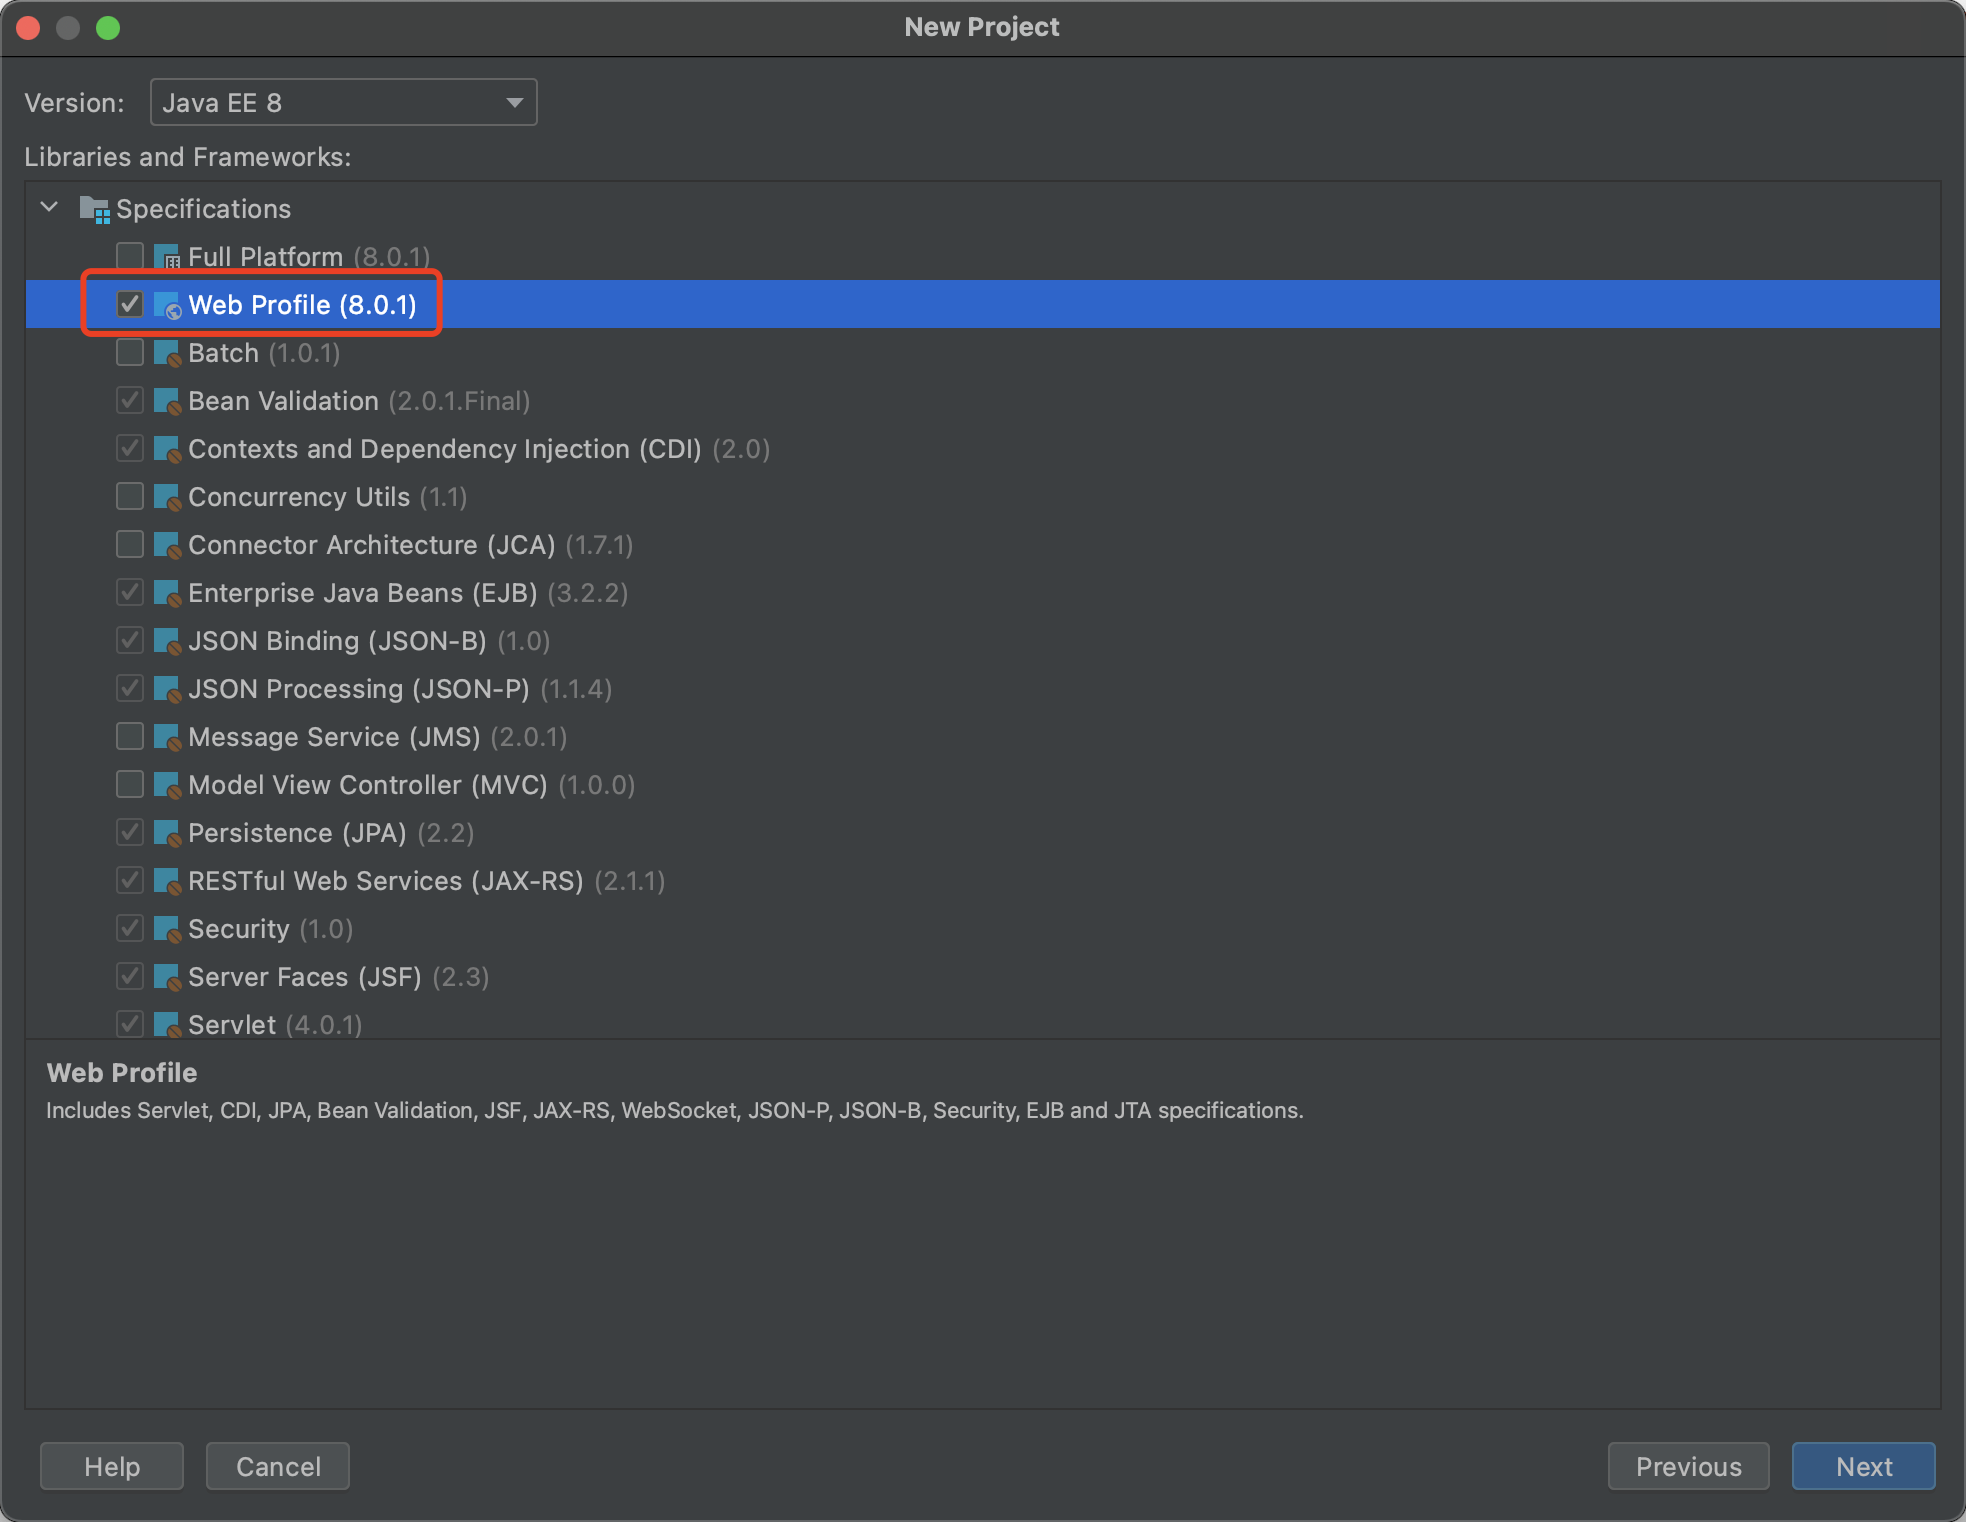 New Project
Version: Java EE 8
Libraries and Frameworks:
Specifications
Full Platform (8.0.1)
Web Profile (8.0.1)
Batch (1.0.1)
Bean Validation (2.0.1.Final)
Contexts and Dependency Injection (CDI) (2.0)
Concurrency Utils (1.1)
Connector Architecture (JCA) (1.7.1)
Enterprise Java Beans (EJB) (3.2.2)
JSON Binding (JSON-B) (1.0)
JSON Processing (JSON-P) (1.1.4)
Message Service (JMS) (2.0.1)
Model View Controller (MVC) (1.0.0)
Persistence (JPA) (2.2)
RESTful Web Services (JAX-RS) (2.1.1)
Security (1.0)
Server Faces (JSF) (2.3)
Servlet (4.0.1)
Web Profile
Includes Servlet, CDI, JPA, Bean Validation, JSF, JAX-RS, WebSocket, JSON-P, JSON-B, Security, EJB and JTA specifications.
Help Cancel Previous Next